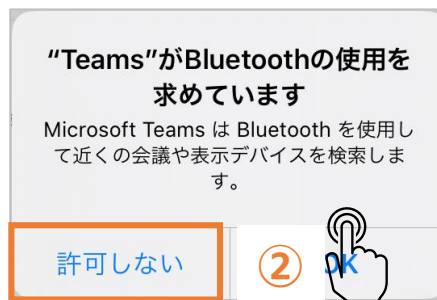 “Teams”がBluetoothの使用を
求めています
Microsoft Teams は Bluetooth を使用し
て近くの会議や表示デバイスを検索しま
す。
許可しない ② OK